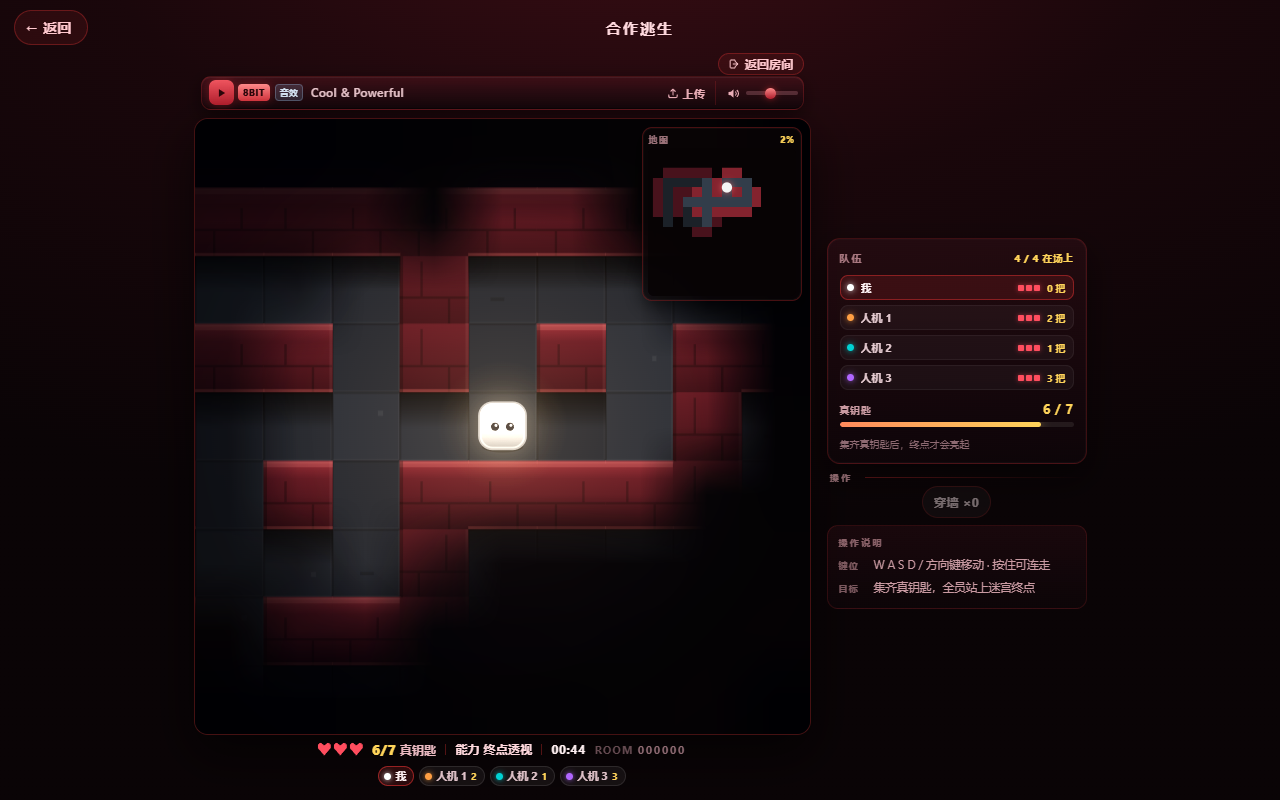 ← 返回
合作逃生
返回房间
8BIT 音效 Cool & Powerful 上传
地图 2%
队伍 4 / 4 在场上
我 0 把
人机 1 2 把
人机 2 1 把
人机 3 3 把
真钥匙 6 / 7
集齐真钥匙后，终点才会亮起
操作
穿墙 ×0
操作说明
键位 W A S D / 方向键移动 · 按住可连走
目标 集齐真钥匙，全员站上迷宫终点
6/7 真钥匙 能力 终点透视 00:44 ROOM 000000
我 人机 1 2 人机 2 1 人机 3 3